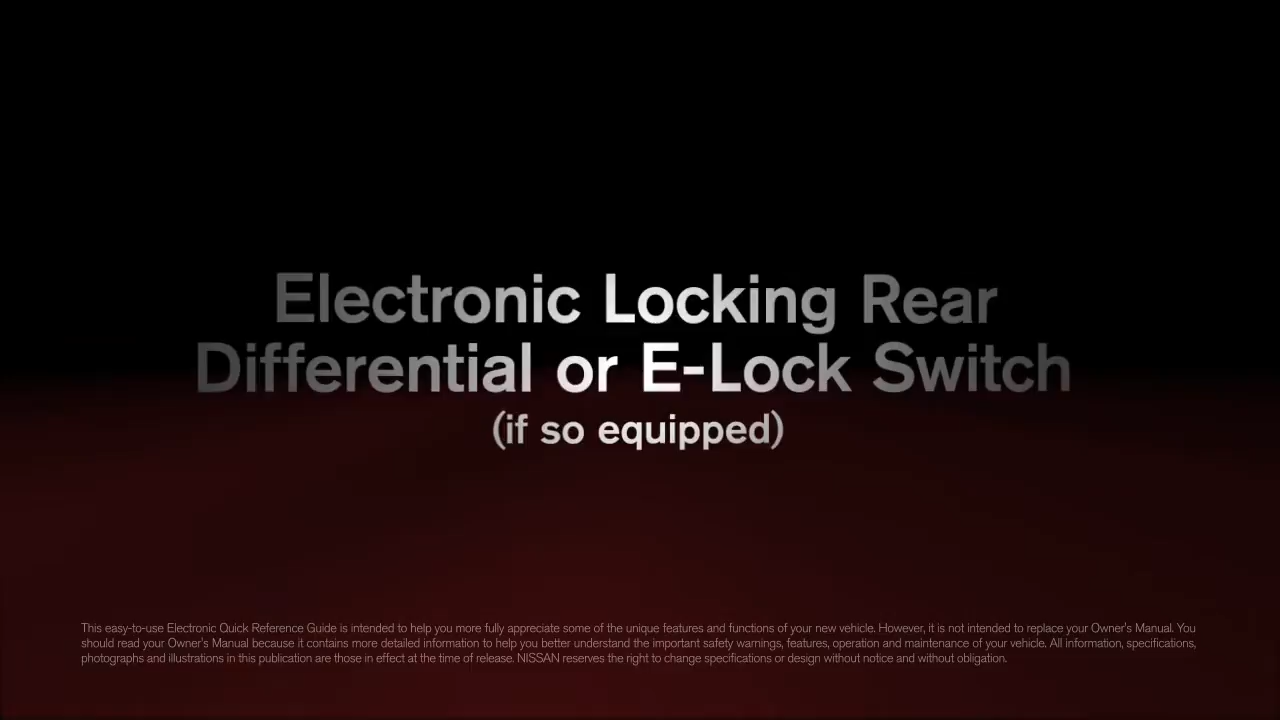 Electronic Locking Rear
Differential or E-Lock Switch
(if so equipped)
This easy-to-use Electronic Quick Reference Guide is intended to help you more fully appreciate some of the unique features and functions of your new vehicle. However, it is not intended to replace your Owner's Manual. You
should read your Owner's Manual because it contains more detailed information to help you better understand the important safety warnings, features, operation and maintenance of your vehicle. All information, specifications,
photographs and illustrations in this publication are those in effect at the time of release. NISSAN reserves the right to change specifications or design without notice and without obligation.